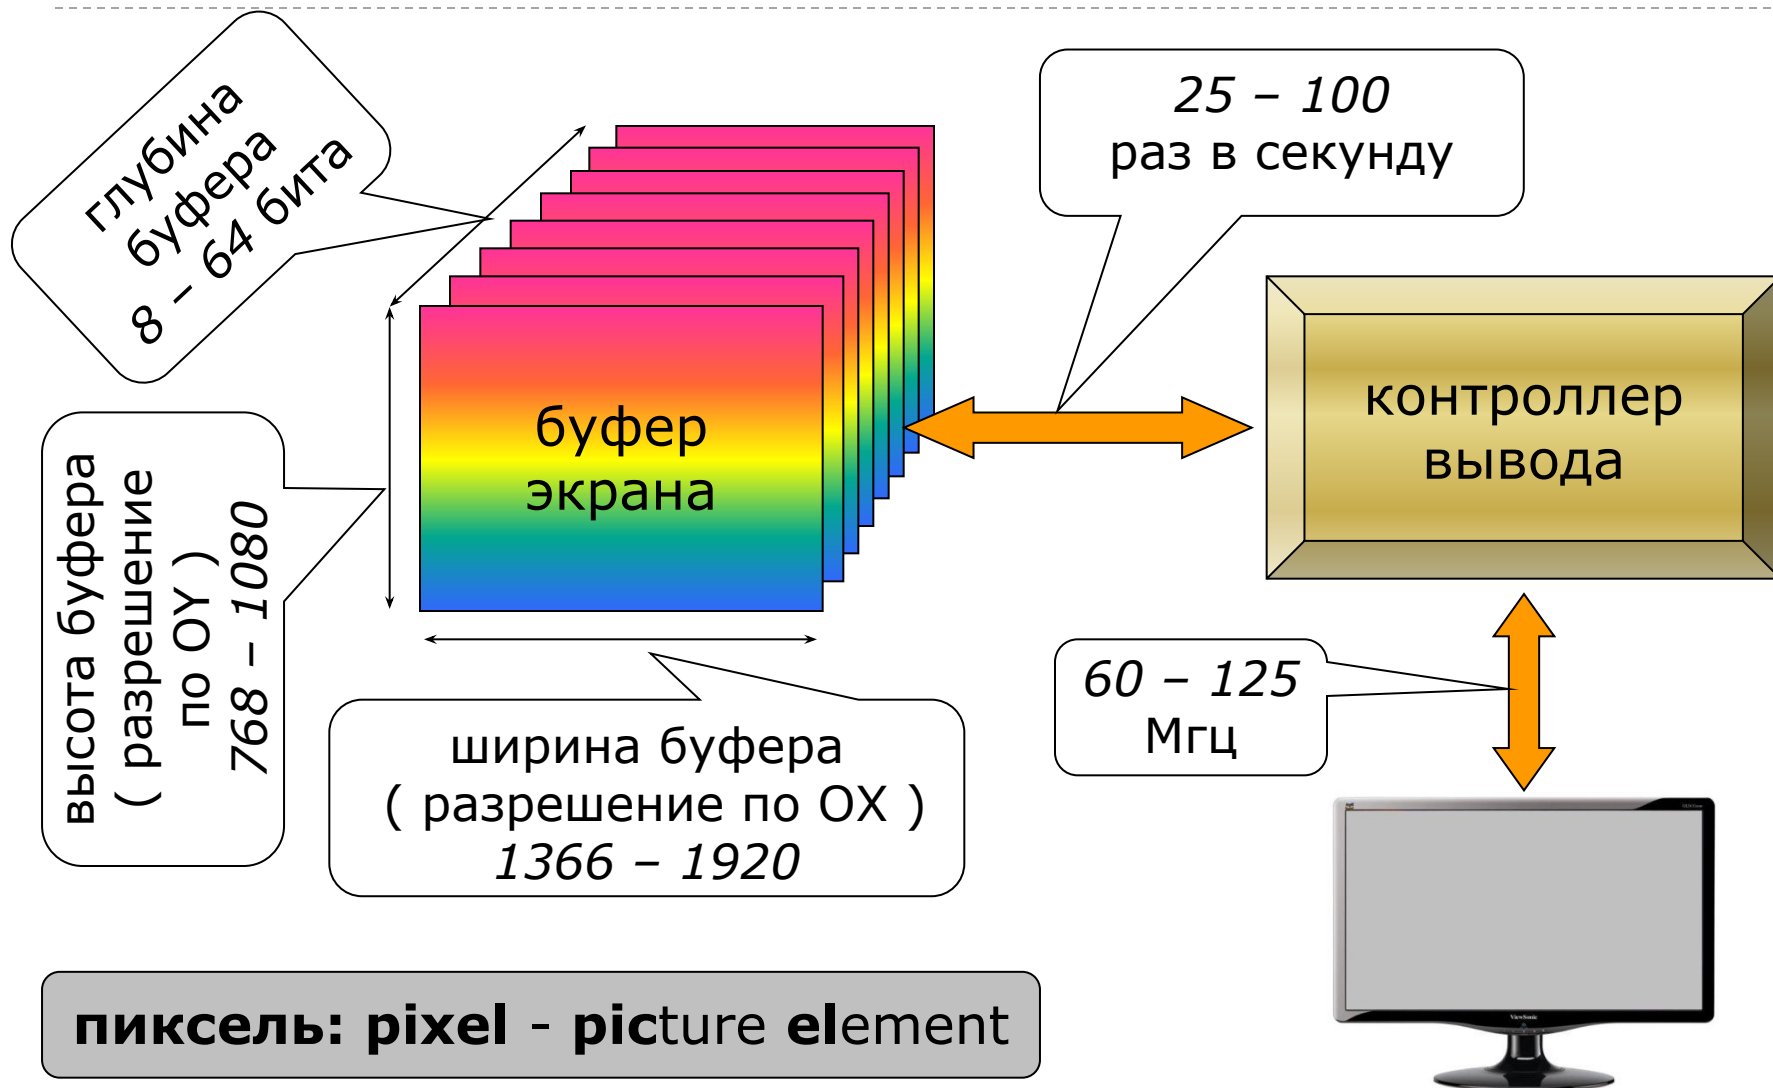 глубина
буфера
8 – 64 бита
25 – 100
раз в секунду
буфер
экрана
контроллер
вывода
высота буфера
( разрешение
по OY )
768 – 1080
ширина буфера
( разрешение по OX )
1366 – 1920
60 – 125
Мгц
пиксель: pixel - picture element
ViewSonic